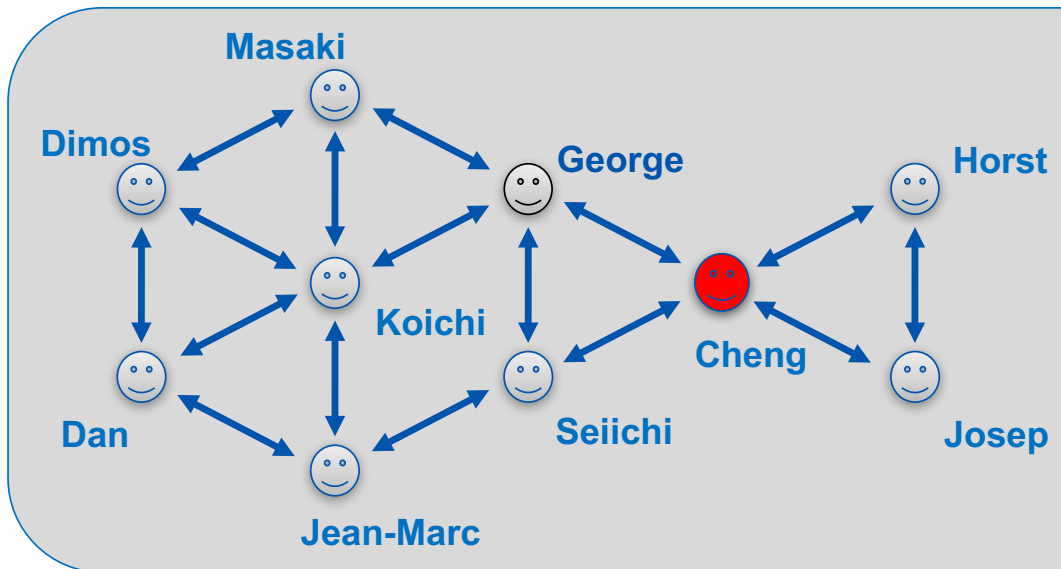 Masaki
Dimos
George
Horst
Koichi
Cheng
Dan
Seiichi
Josep
Jean-Marc